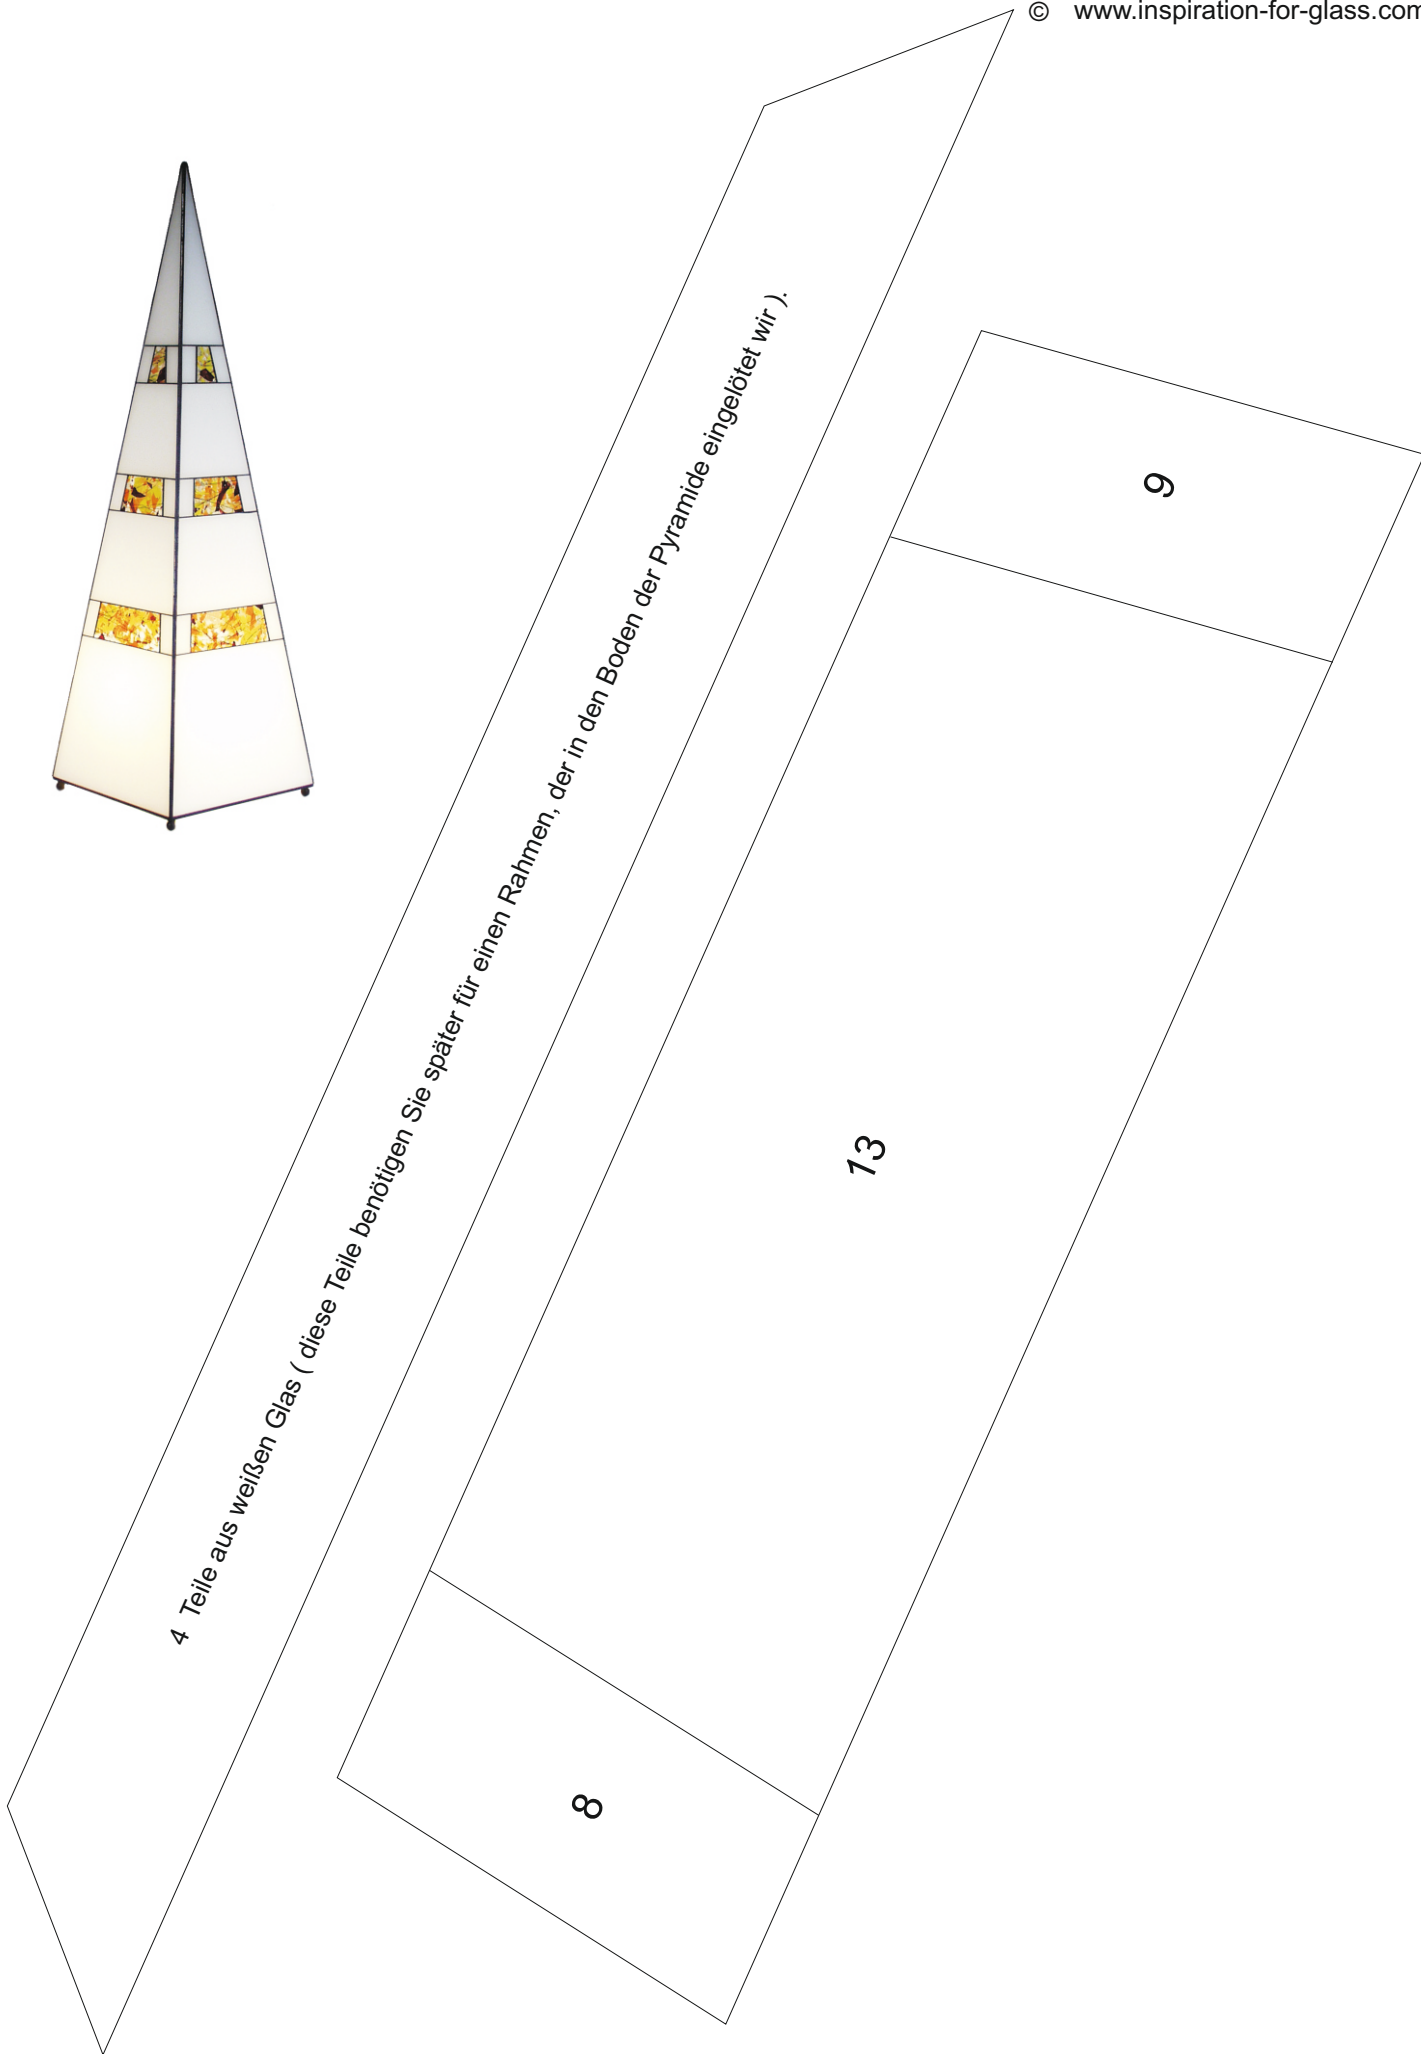 © www.inspiration-for-glass.com
4 Teile aus weißen Glas ( diese Teile benötigen Sie später für einen Rahmen, der in den Boden der Pyramide eingelötet wir ).
9
13
8